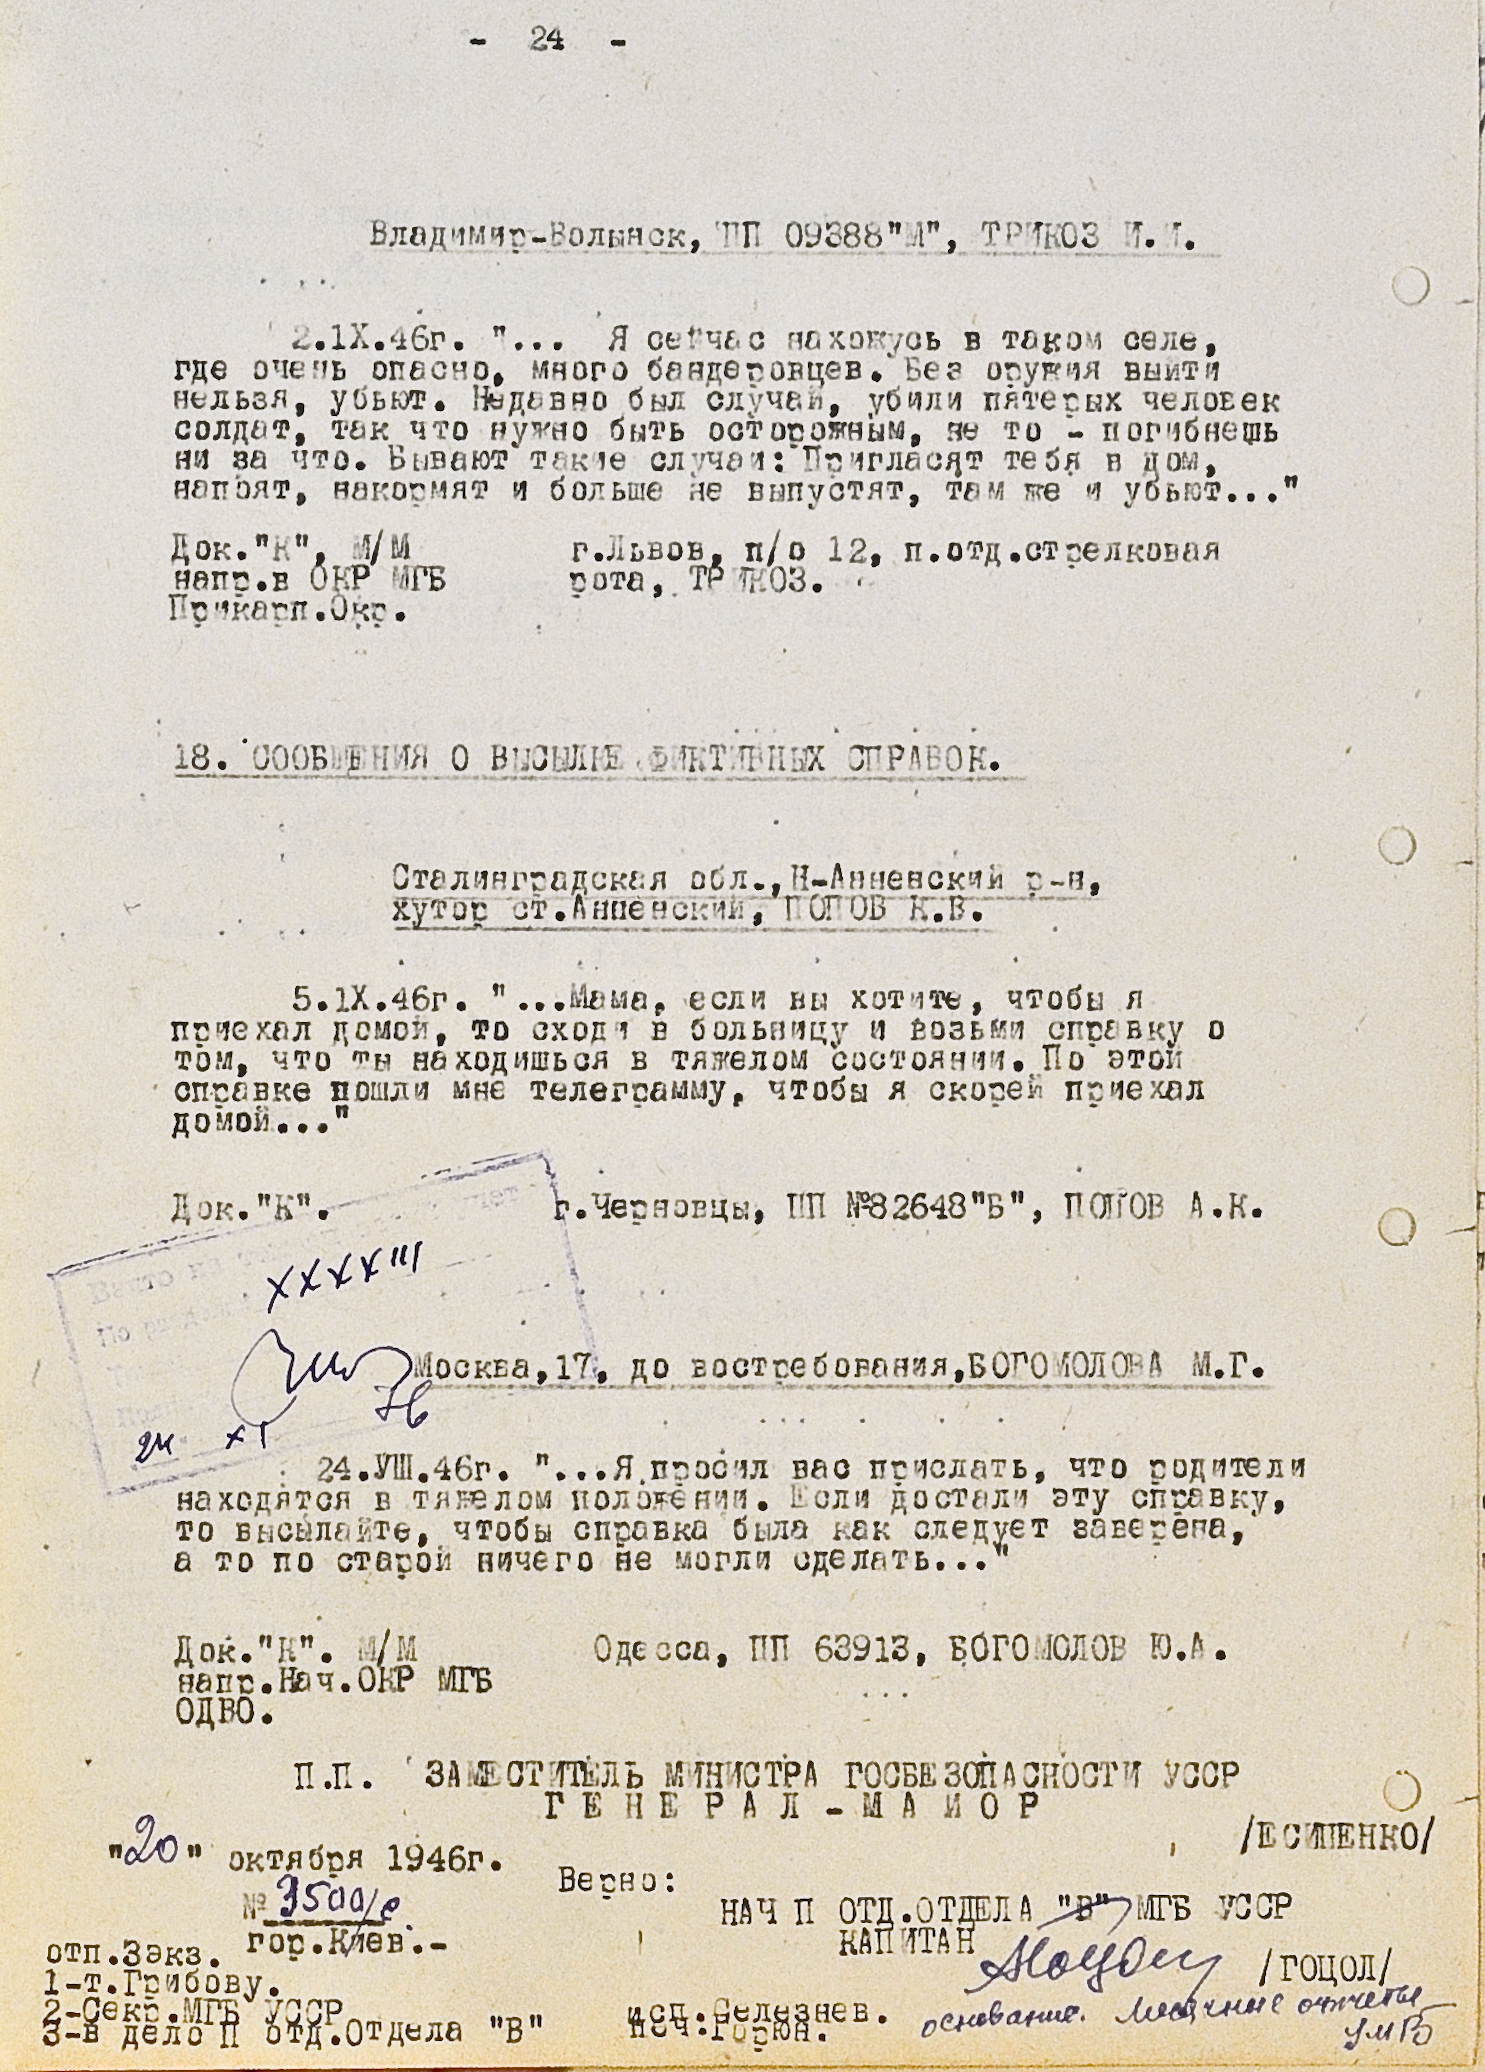 - 24 -
Владимир-Волынск, ПП 09388"М", ТРИКОЗ И.И.
2.1Х.46г. "... Я сейчас нахожусь в таком селе,
где очень опасно, много бандеровцев. Без оружия выйти
нельзя, убьют. Недавно был случай, убили пятерых человек
солдат, так что нужно быть осторожным, не то - погибнешь
ни за что. Бывают такие случаи: Пригласят тебя в дом,
напоят, накормят и больше не выпустят, там же и убьют..."
Док."К", М/М г.Львов, п/о 12, п.отд.стрелковая
напр.в ОКР МГБ рота, ТРИКОЗ.
Прикарп.Окр.
18. СООБЩЕНИЯ О ВЫСЫЛКЕ ФИКТИВНЫХ СПРАВОК.
Сталинградская обл., Н-Анненский р-н,
хутор ст.Анненский, ПОПОВ К.В.
5.1Х.46г. "...Мама, если вы хотите, чтобы я
приехал домой, то сходи в больницу и возьми справку о
том, что ты находишься в тяжелом состоянии. По этой
справке пошли мне телеграмму, чтобы я скорей приехал
домой..."
Док."К". г.Черновцы, ПП №82648"Б", ПОПОВ А.К.
ХХХХIII
Москва,17, до востребования,БОГОМОЛОВА М.Г.
76
24 XI
24.УШ.46г. "...Я просил вас прислать, что родители
находятся в тяжелом положении. Если достали эту справку,
то высылайте, чтобы справка была как следует заверена,
а то по старой ничего не могли сделать..."
Док."К". М/М Одесса, ПП 63913, БОГОМОЛОВ Ю.А.
напр.Нач.ОКР МГБ
ОДВО.
П.П. ЗАМЕСТИТЕЛЬ МИНИСТРА ГОСБЕЗОПАСНОСТИ УССР
ГЕНЕРАЛ-МАЙОР
/ЕСИПЕНКО/
"20" октября 1946г.
Верно:
№ 3500/в
НАЧ П ОТД.ОТДЕЛА "В" МГБ УССР
гор.Киев.-
КАПИТАН
/ГОЦОЛ/
отп.3экз.
1-т.Грибову.
2-Секр.МГБ УССР
3-в дело П отд.Отдела "В"
исп.Селезнев.
печ.Горюн.
основание. Месячные отчеты
УМГБ